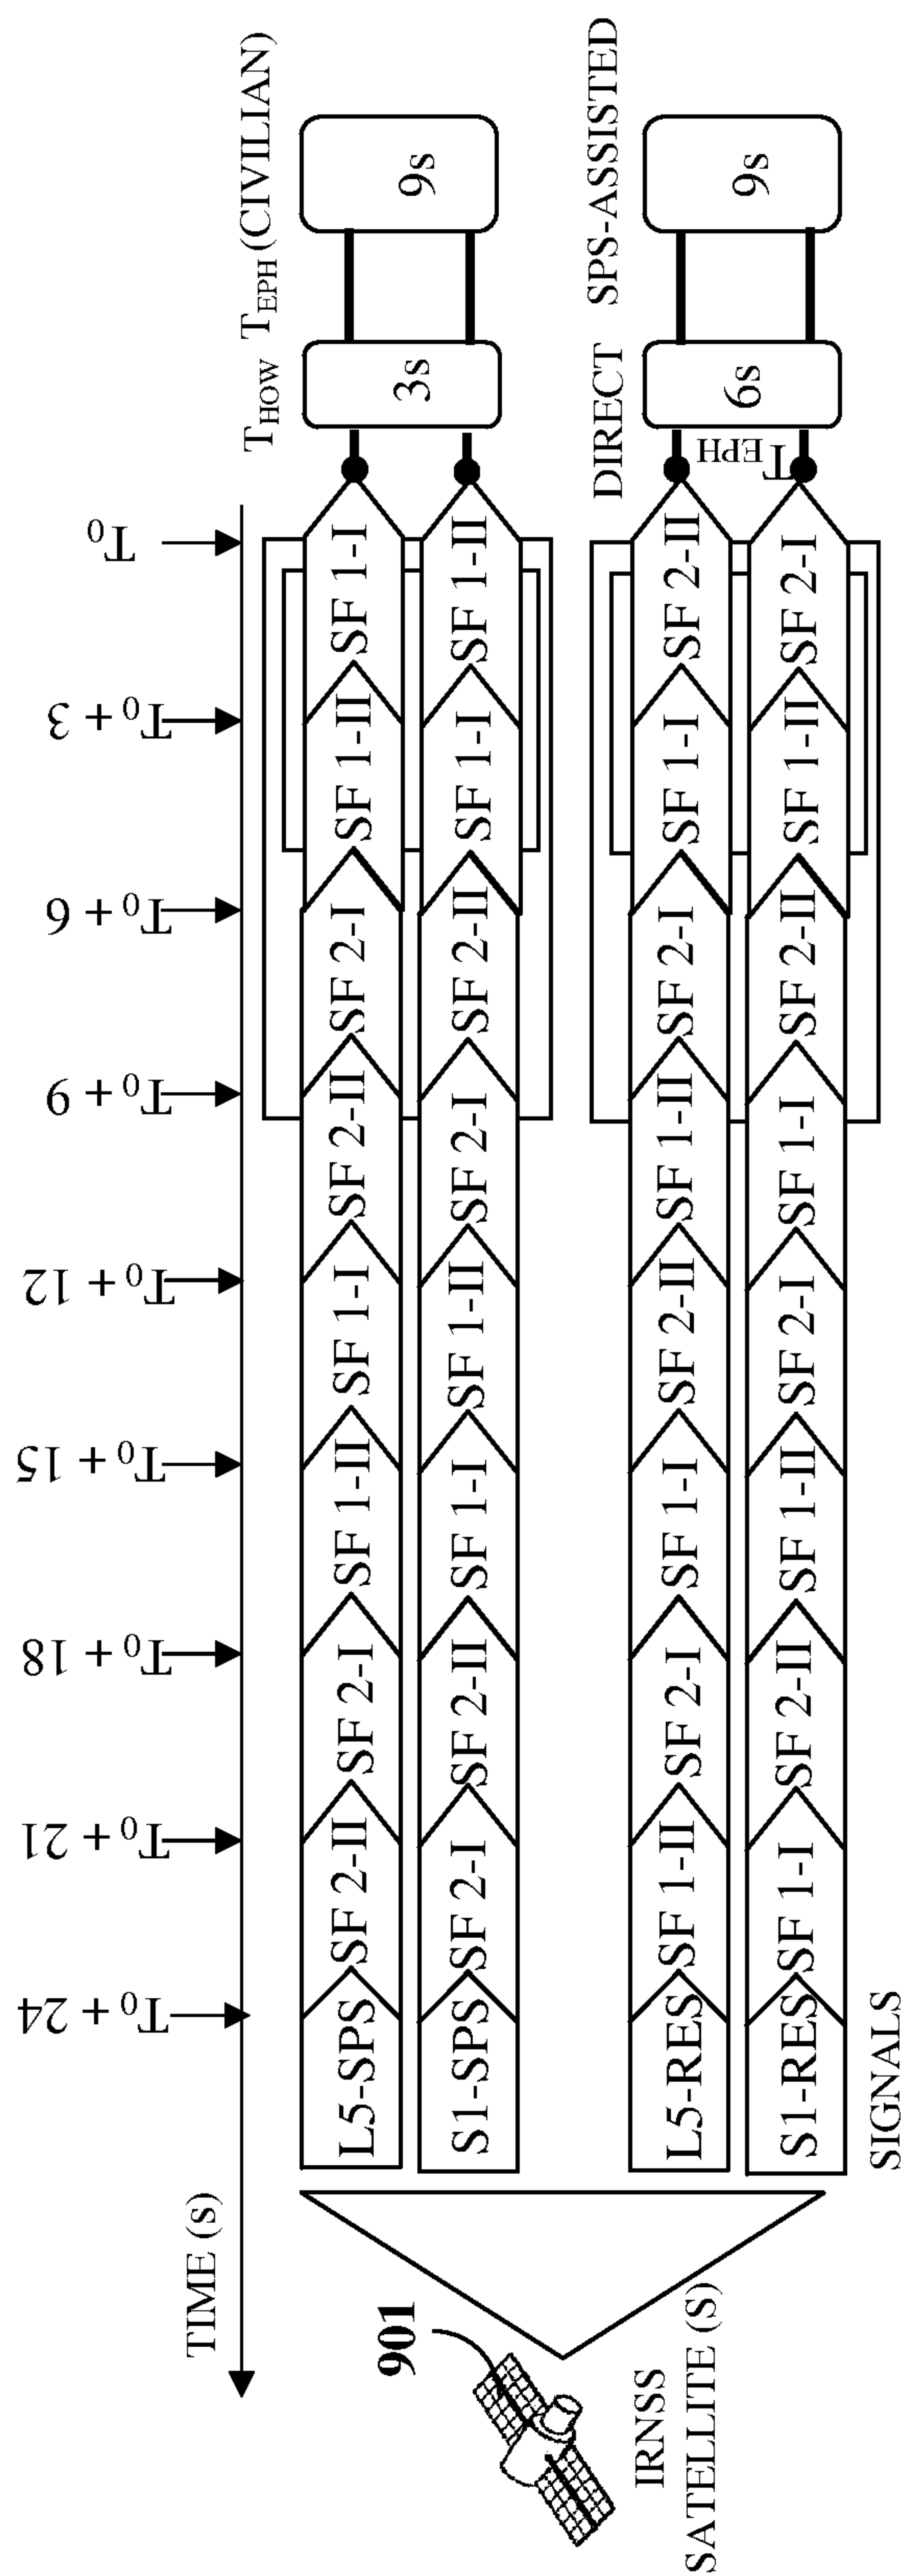 T₀
T₀ + 3
T₀ + 6
T₀ + 9
T₀ + 12
T₀ + 15
T₀ + 18
T₀ + 21
T₀ + 24
TIME (s)
T_HOW T_EPH (CIVILIAN)
L5-SPS SF 2-II SF 2-I SF 1-II SF 1-I SF 2-II SF 2-I SF 1-II SF 1-I
3s 9s
S1-SPS SF 2-I SF 2-II SF 1-I SF 1-II SF 2-I SF 2-II SF 1-I SF 1-II
901
IRNSS
SATELLITE (S)
DIRECT SPS-ASSISTED
L5-RES SF 1-II SF 2-I SF 1-I SF 2-II SF 1-II SF 2-I SF 1-I SF 2-II
T_EPH
6s 9s
S1-RES SF 1-I SF 2-II SF 1-II SF 2-I SF 1-I SF 2-II SF 1-II SF 2-I
SIGNALS